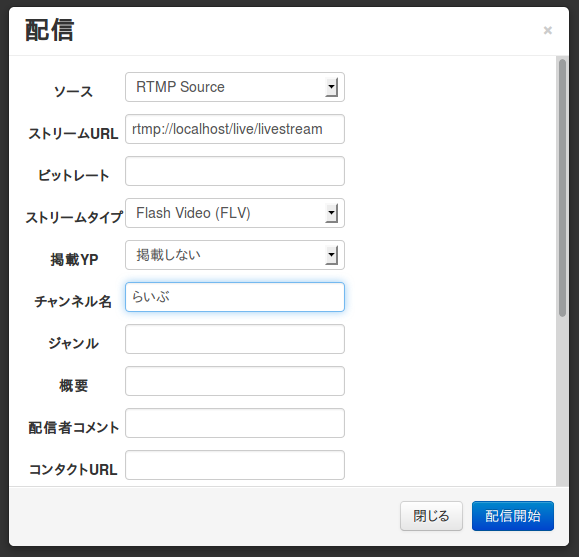 配信
×
ソース RTMP Source
ストリームURL rtmp://localhost/live/livestream
ビットレート
ストリームタイプ Flash Video (FLV)
掲載YP 掲載しない
チャンネル名 らいぶ
ジャンル
概要
配信者コメント
コンタクトURL
閉じる 配信開始